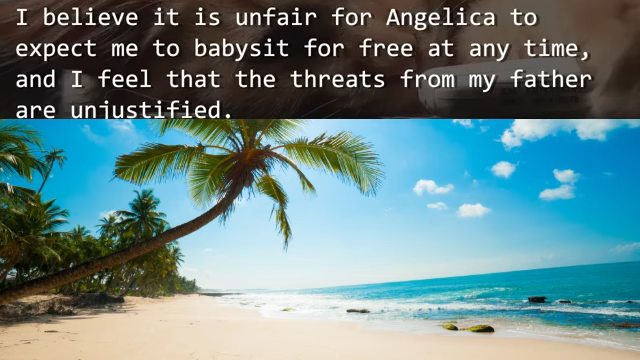 I believe it is unfair for Angelica to
expect me to babysit for free at any time,
and I feel that the threats from my father
are unjustified.